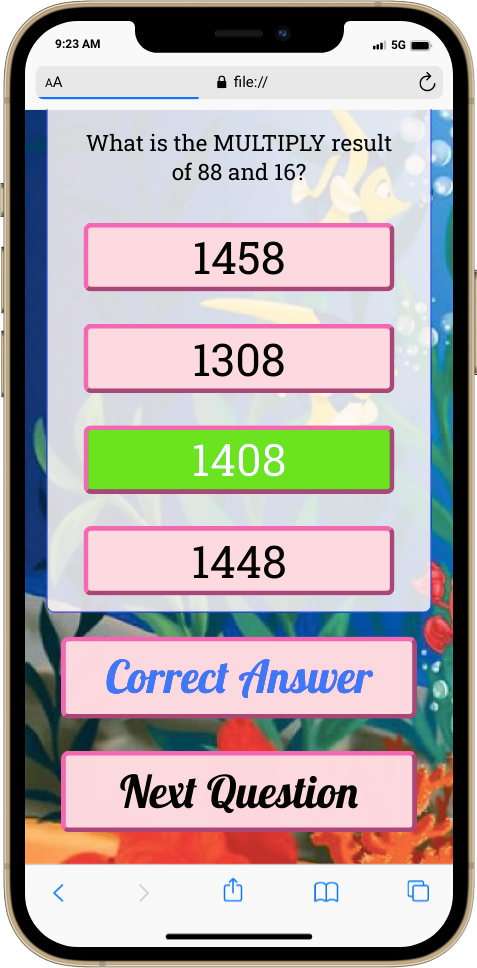 9:23 AM
5G
AA
file://
What is the MULTIPLY result
of 88 and 16?
1458
1308
1408
1448
Correct Answer
Next Question